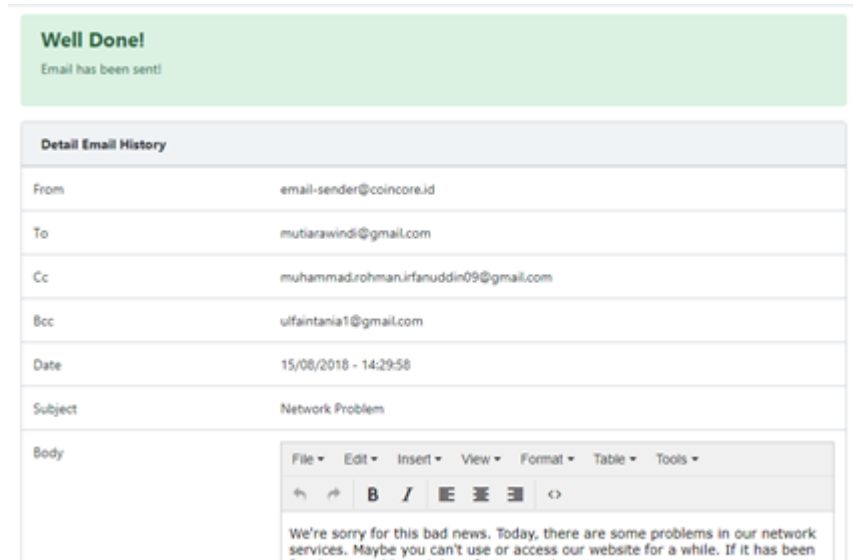 Well Done!
Email has been sent!
Detail Email History
From email-sender@coincore.id
To mutiarawindi@gmail.com
Cc muhammad.rohman.irfanuddin09@gmail.com
Bcc ulfaintania1@gmail.com
Date 15/08/2018 - 14:29:58
Subject Network Problem
Body
File Edit Insert View Format Table Tools
B I
We're sorry for this bad news. Today, there are some problems in our network
services. Maybe you can't use or access our website for a while. If it has been